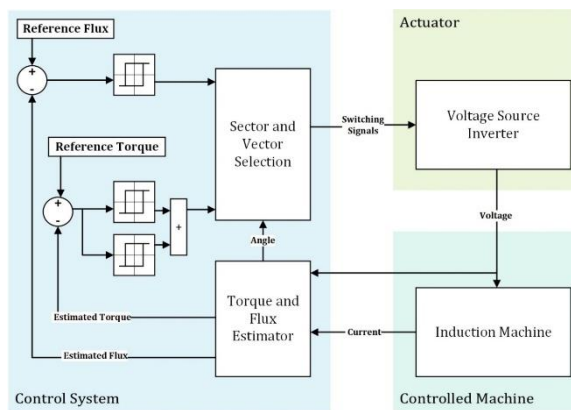 Reference Flux
+
-
Reference Torque
+
-
+
Sector and
Vector
Selection
Switching
Signals
Actuator
Voltage Source
Inverter
Voltage
Angle
Torque and
Flux
Estimator
Estimated Torque
Estimated Flux
Current
Induction Machine
Control System
Controlled Machine